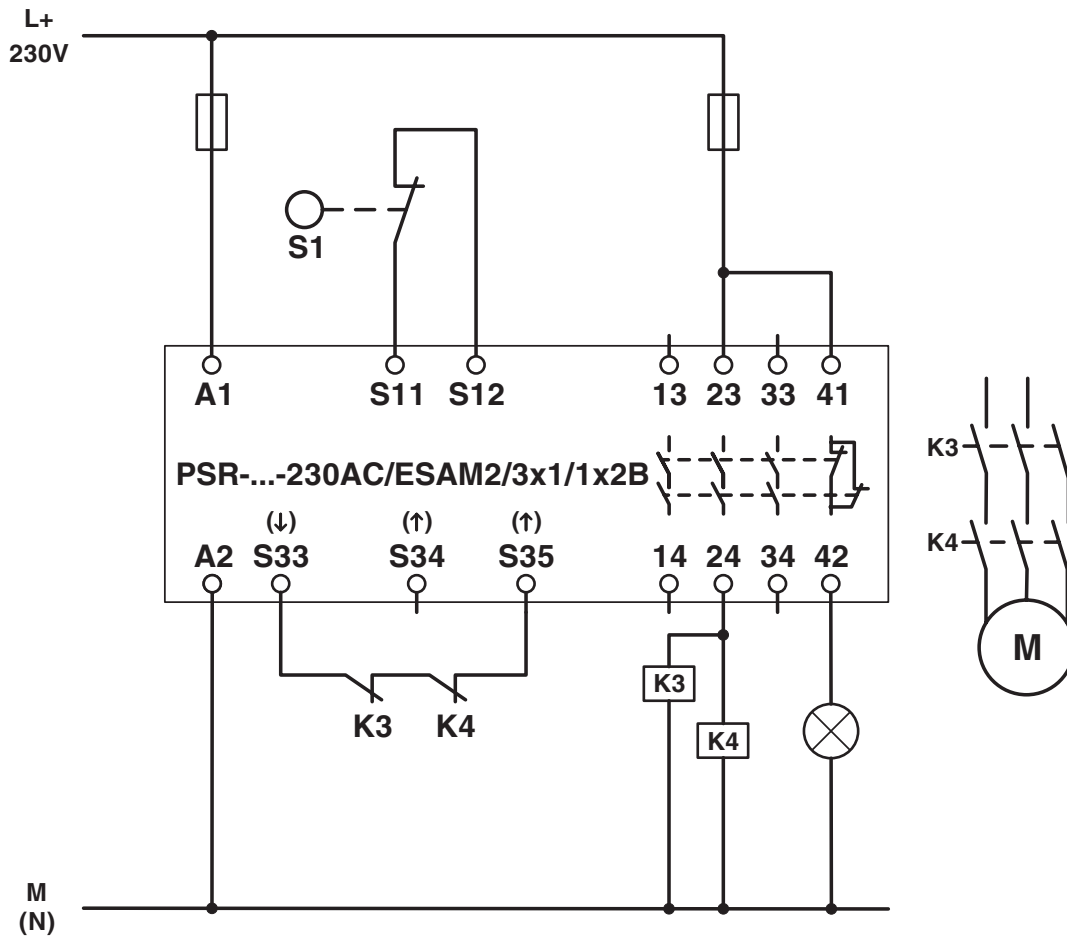 L+
230V
S1
A1
S11
S12
13
23
33
41
PSR-...-230AC/ESAM2/3x1/1x2B
(↓)
(↑)
(↑)
A2
S33
S34
S35
14
24
34
42
K3
K4
K3
K4
K3
K4
M
M
(N)